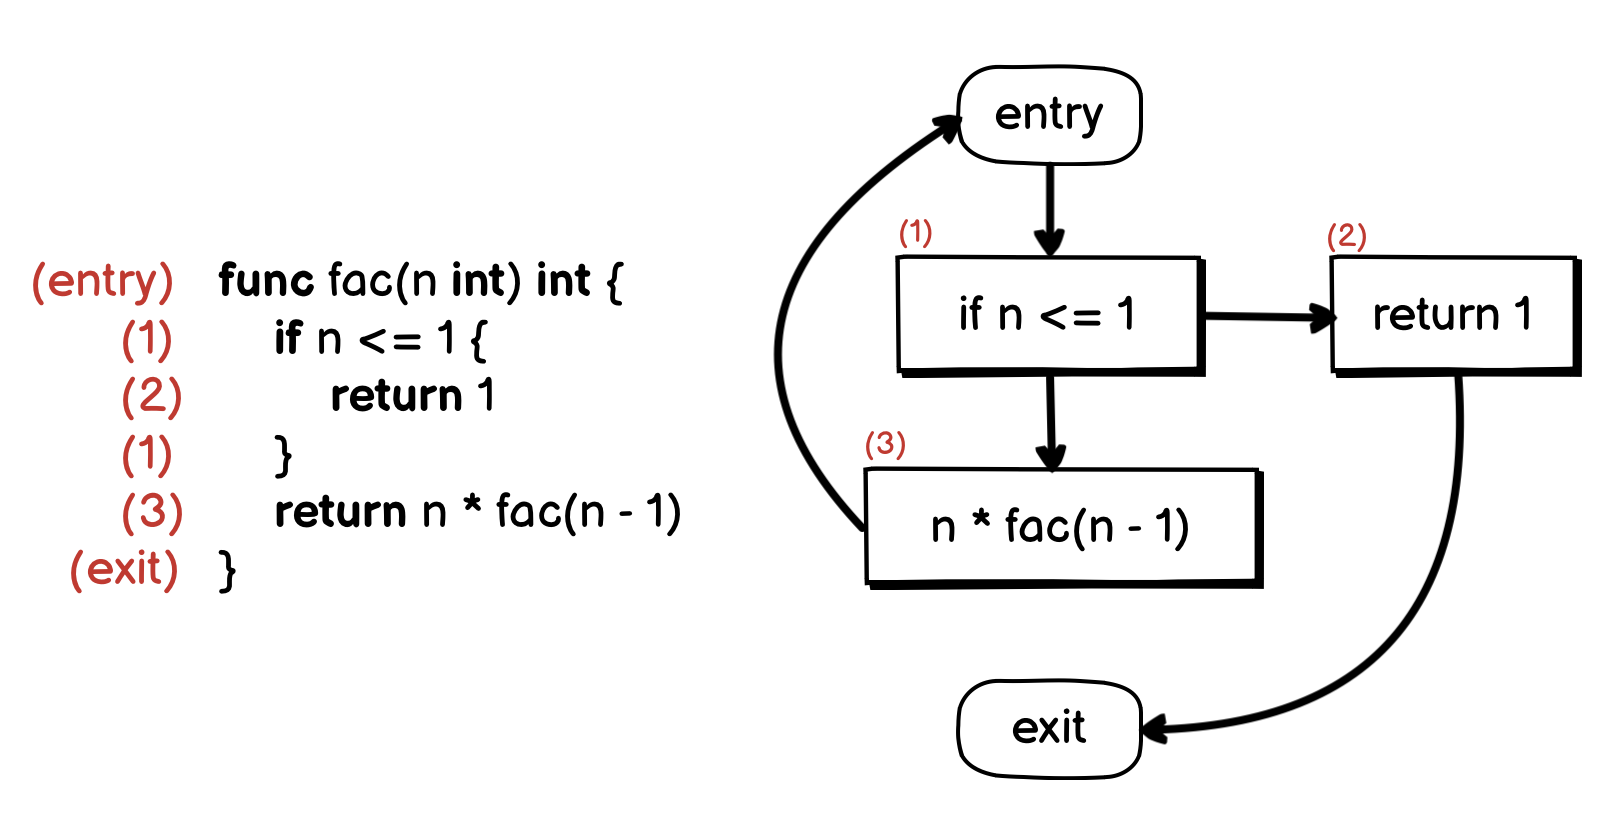 (entry) func fac(n int) int {
(1) if n <= 1 {
(2) return 1
(1) }
(3) return n * fac(n - 1)
(exit) }
entry
(1)
if n <= 1
(2)
return 1
(3)
n * fac(n - 1)
exit